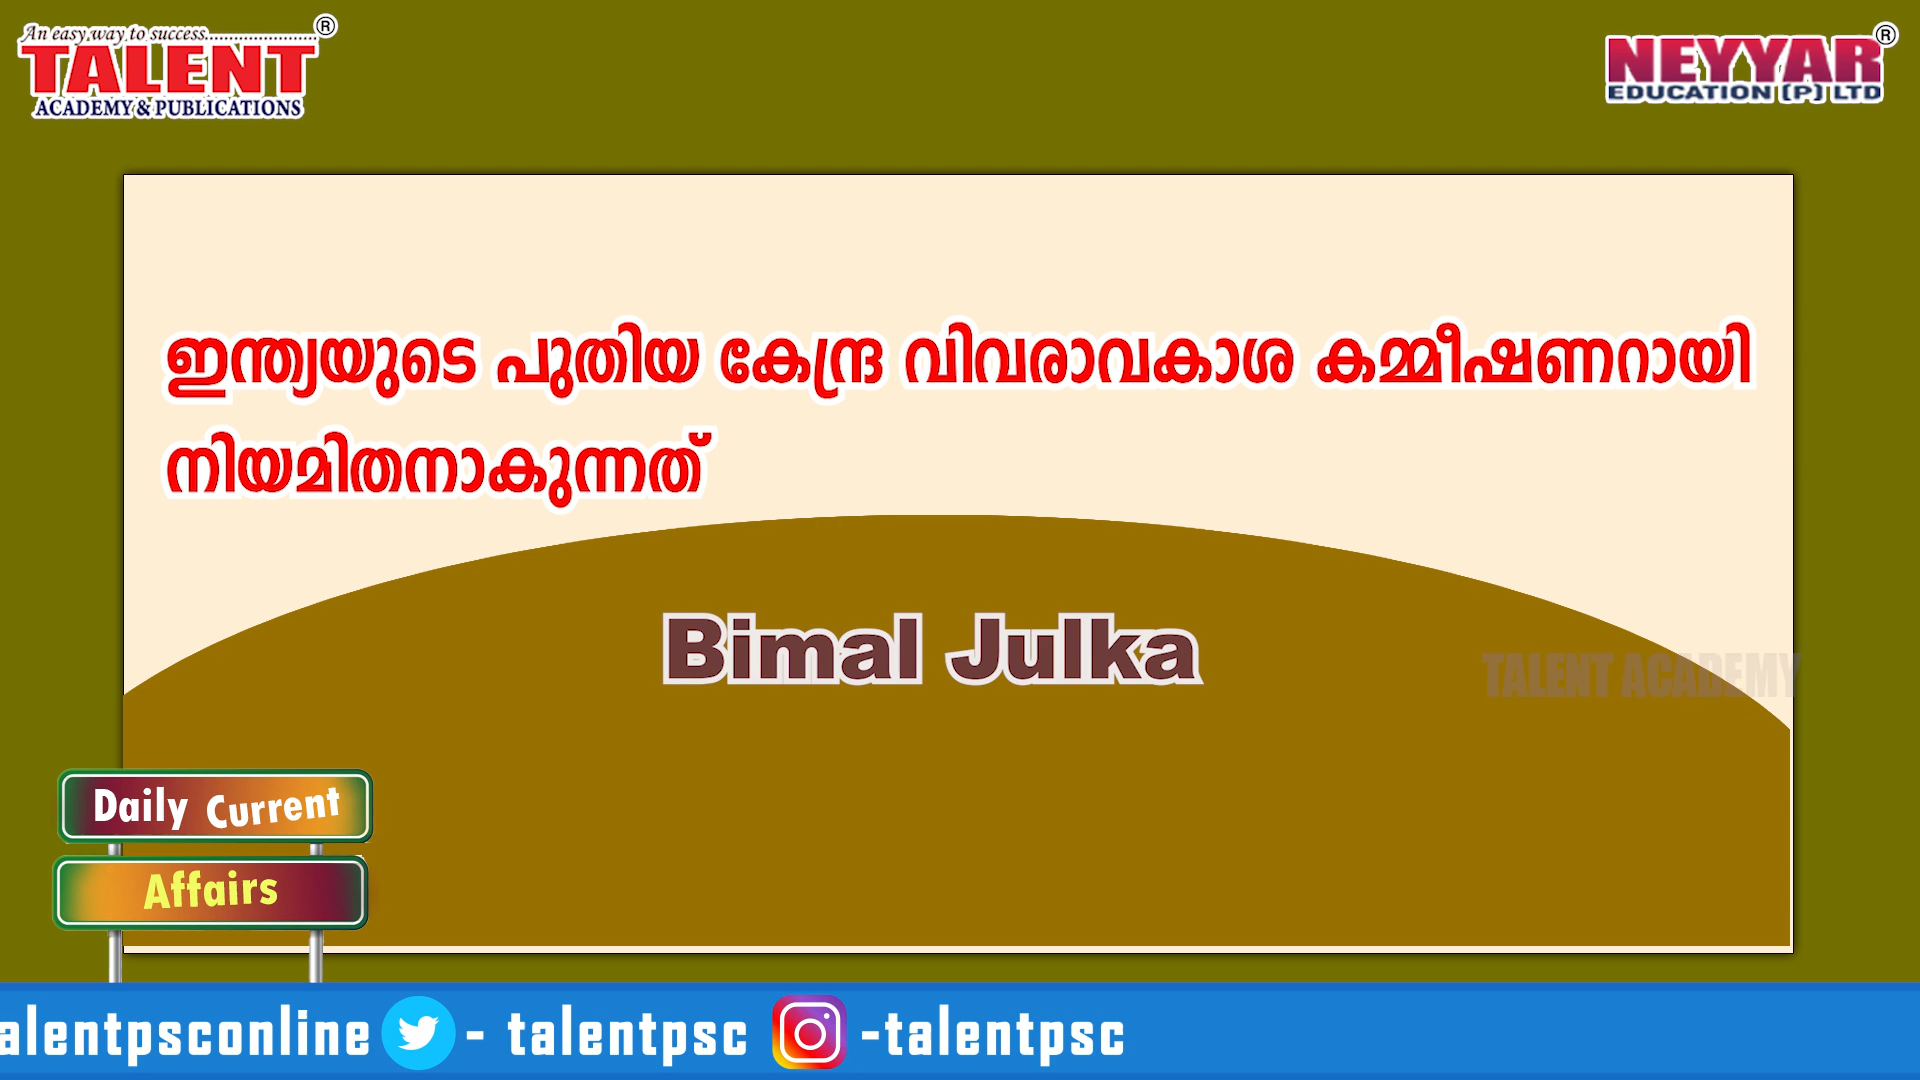 An easy way to success......................®
TALENT
ACADEMY & PUBLICATIONS
NEYYAR®
EDUCATION (P) LTD
ഇന്ത്യയുടെ പുതിയ കേന്ദ്ര വിവരാവകാശ കമ്മീഷണറായി
നിയമിതനാകുന്നത്
Bimal Julka
TALENT ACADEMY
Daily Current
Affairs
alentpsconline - talentpsc -talentpsc